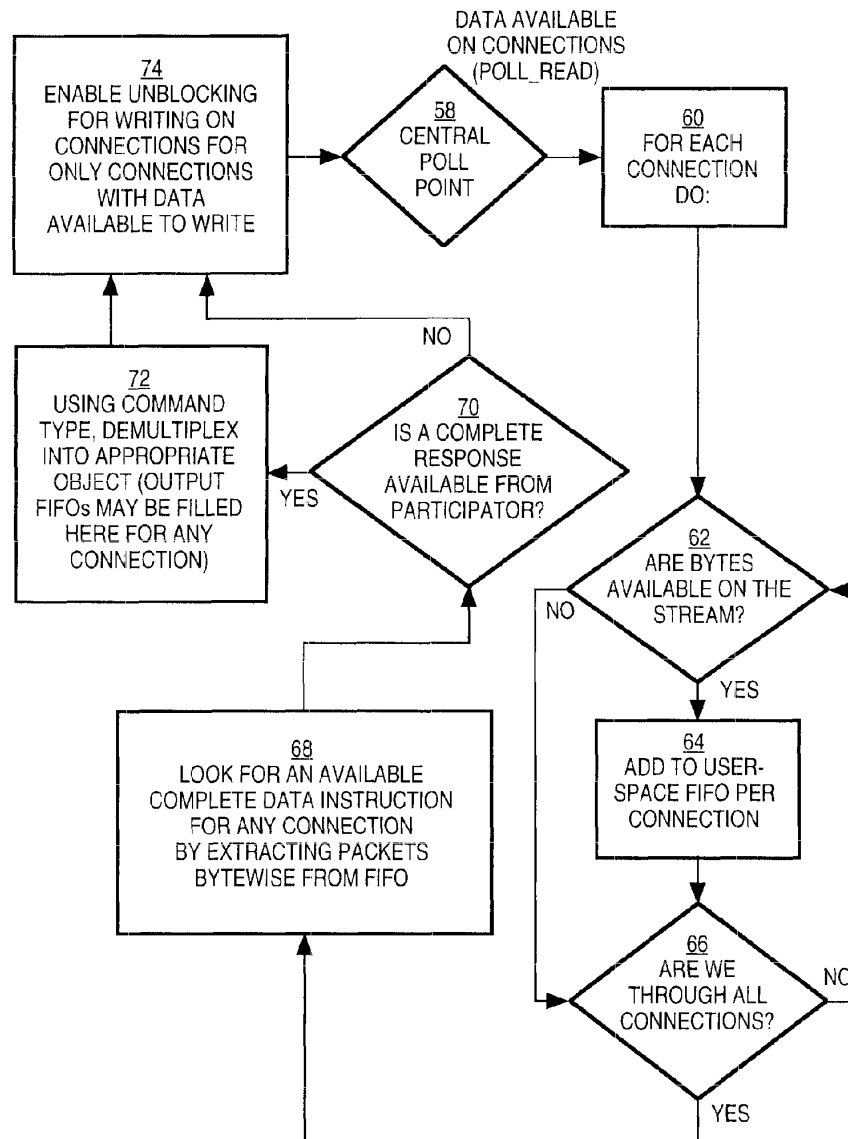 DATA AVAILABLE
ON CONNECTIONS
(POLL_READ)
74
ENABLE UNBLOCKING
FOR WRITING ON
CONNECTIONS FOR
ONLY CONNECTIONS
WITH DATA
AVAILABLE TO WRITE
58
CENTRAL
POLL
POINT
60
FOR EACH
CONNECTION
DO:
NO
72
USING COMMAND
TYPE, DEMULTIPLEX
INTO APPROPRIATE
OBJECT (OUTPUT
FIFOs MAY BE FILLED
HERE FOR ANY
CONNECTION)
YES
70
IS A COMPLETE
RESPONSE
AVAILABLE FROM
PARTICIPATOR?
62
ARE BYTES
AVAILABLE ON THE
STREAM?
NO
YES
68
LOOK FOR AN AVAILABLE
COMPLETE DATA INSTRUCTION
FOR ANY CONNECTION
BY EXTRACTING PACKETS
BYTEWISE FROM FIFO
64
ADD TO USER-
SPACE FIFO PER
CONNECTION
66
ARE WE
THROUGH ALL
CONNECTIONS?
NO
YES